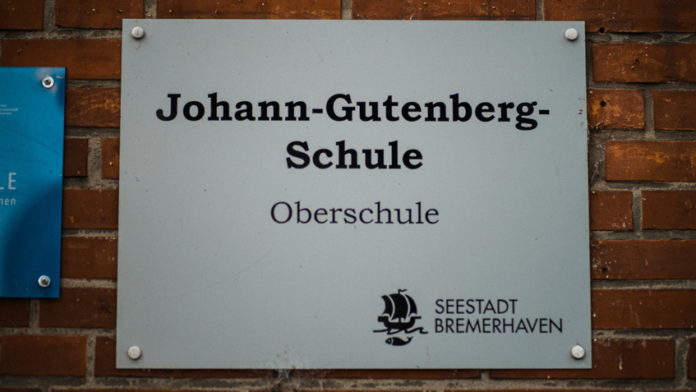 Johann-Gutenberg-
Schule
Oberschule
SEESTADT
BREMERHAVEN